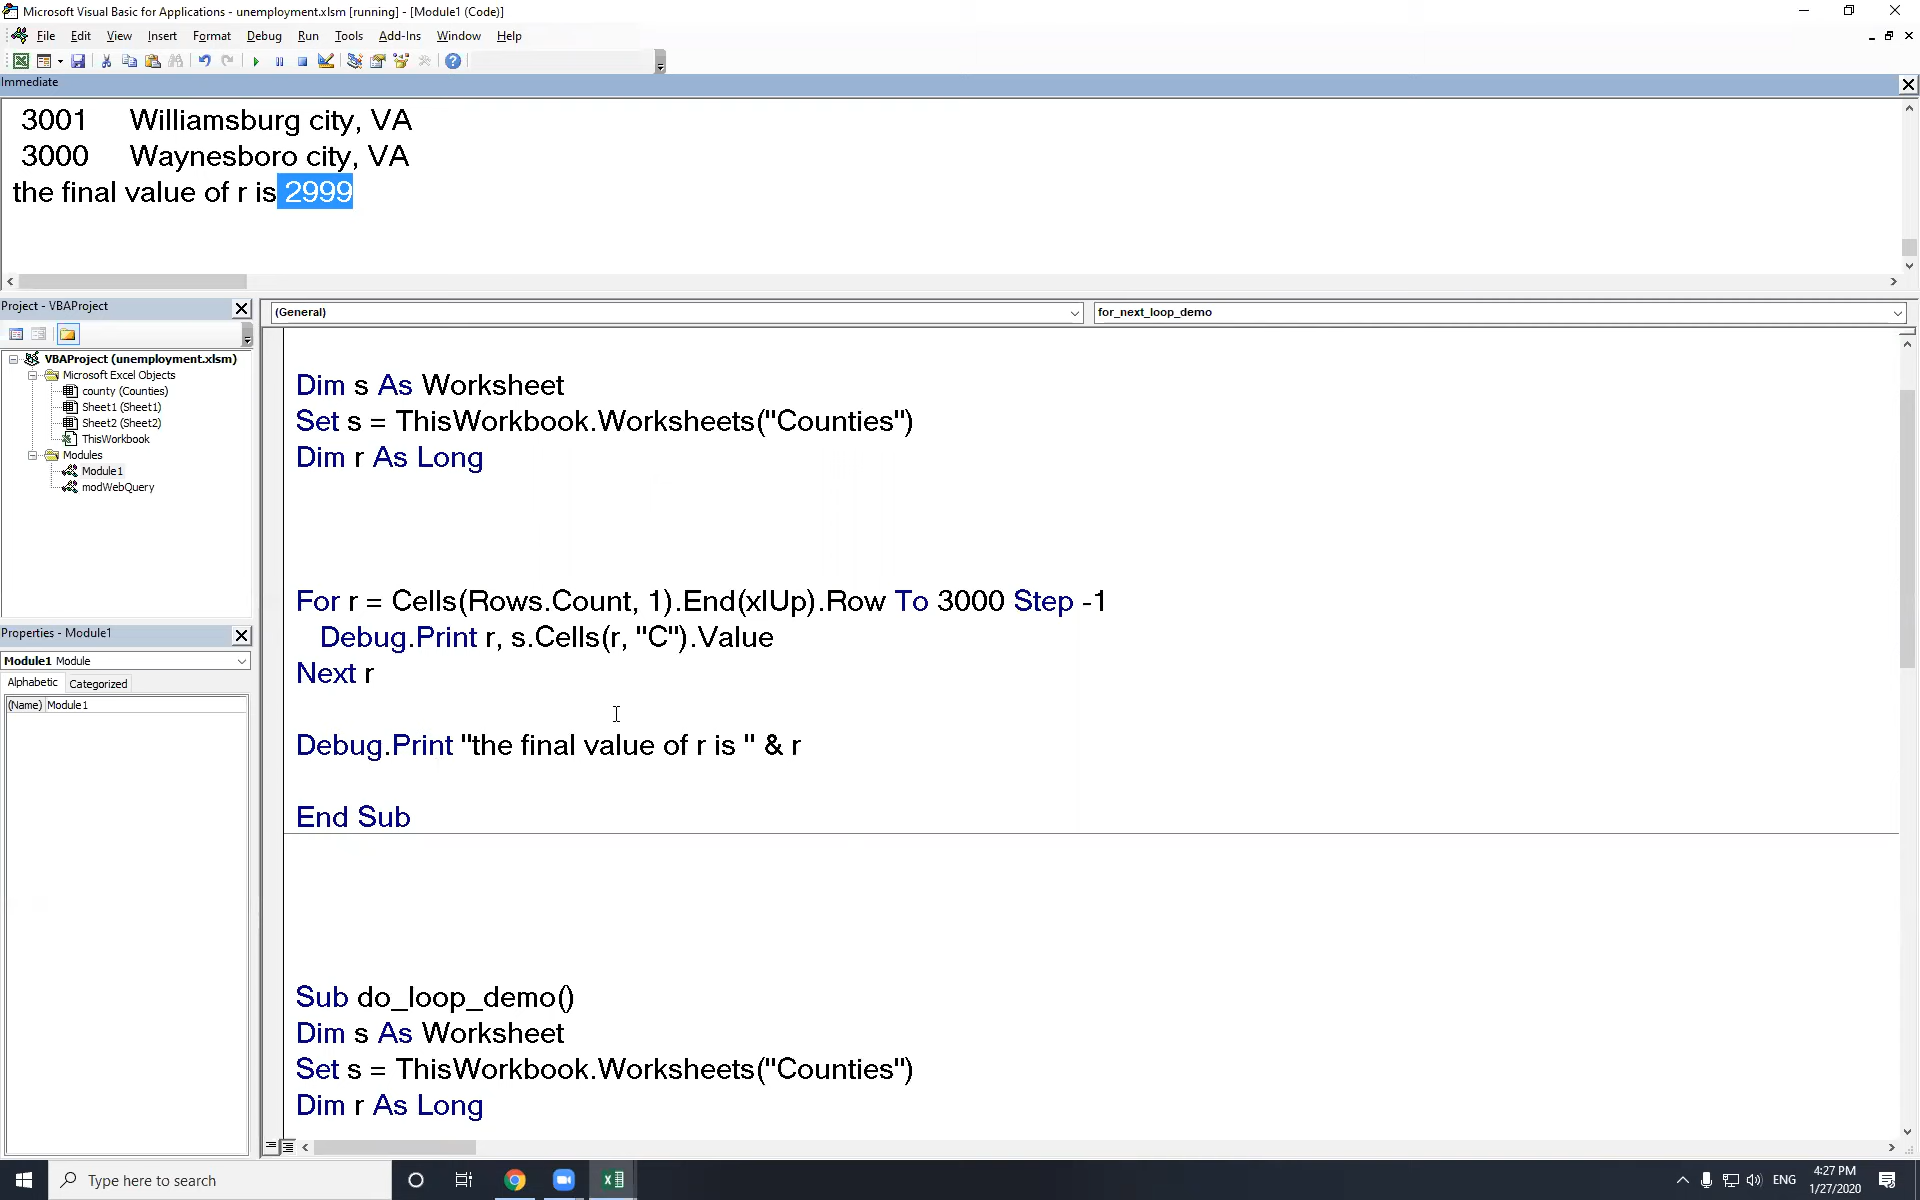 Microsoft Visual Basic for Applications - unemployment.xlsm [running] - [Module1 (Code)]
File Edit View Insert Format Debug Run Tools Add-Ins Window Help
Immediate
3001 Williamsburg city, VA
3000 Waynesboro city, VA
the final value of r is 2999
Project - VBAProject
(General)
for_next_loop_demo
VBAProject (unemployment.xlsm)
Microsoft Excel Objects
county (Counties)
Sheet1 (Sheet1)
Sheet2 (Sheet2)
ThisWorkbook
Modules
Module1
modWebQuery
Properties - Module1
Module1 Module
Alphabetic Categorized
(Name) Module1
Dim s As Worksheet
Set s = ThisWorkbook.Worksheets("Counties")
Dim r As Long
For r = Cells(Rows.Count, 1).End(xlUp).Row To 3000 Step -1
Debug.Print r, s.Cells(r, "C").Value
Next r
Debug.Print "the final value of r is " & r
End Sub
Sub do_loop_demo()
Dim s As Worksheet
Set s = ThisWorkbook.Worksheets("Counties")
Dim r As Long
Type here to search
ENG
4:27 PM
1/27/2020